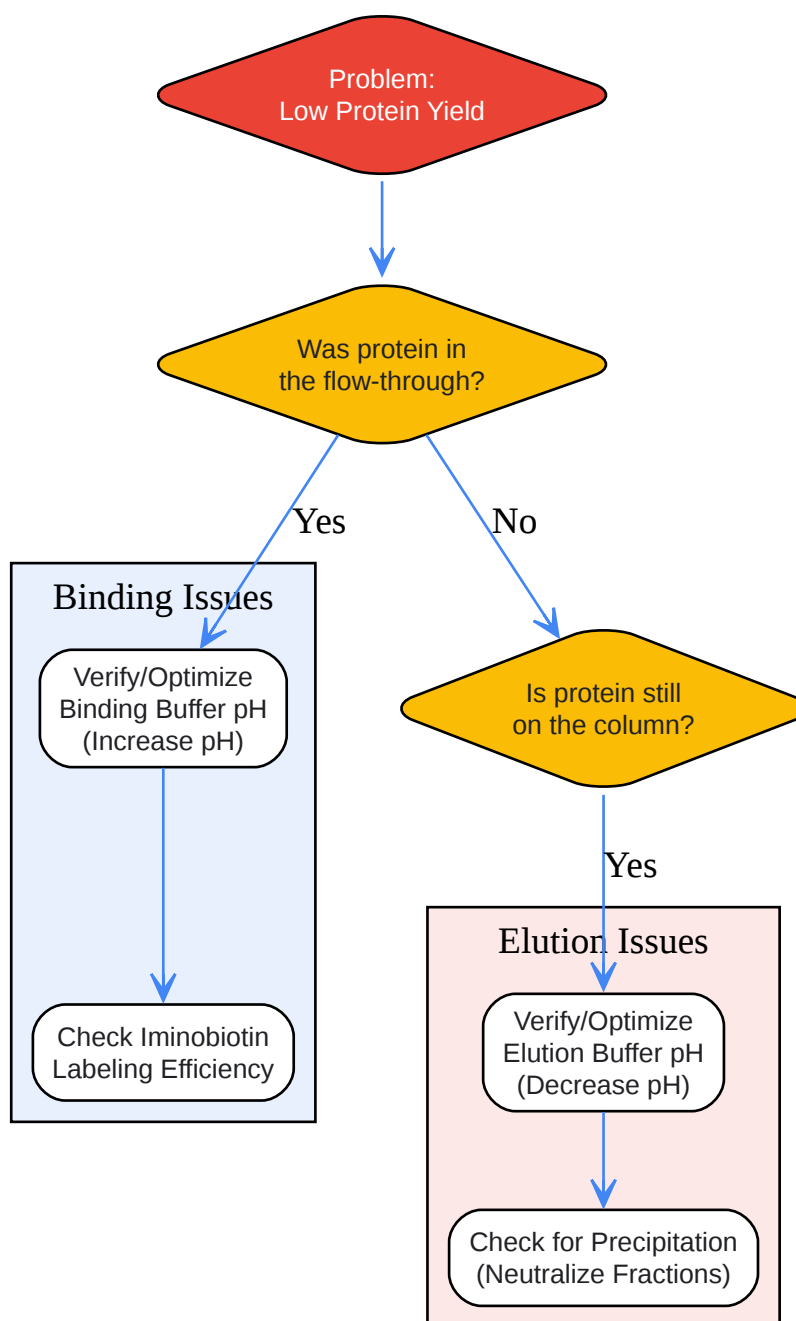 Problem:
Low Protein Yield
Was protein in
the flow-through?
Yes
No
Binding Issues
Verify/Optimize
Binding Buffer pH
(Increase pH)
Is protein still
on the column?
Yes
Elution Issues
Check Iminobiotin
Labeling Efficiency
Verify/Optimize
Elution Buffer pH
(Decrease pH)
Check for Precipitation
(Neutralize Fractions)